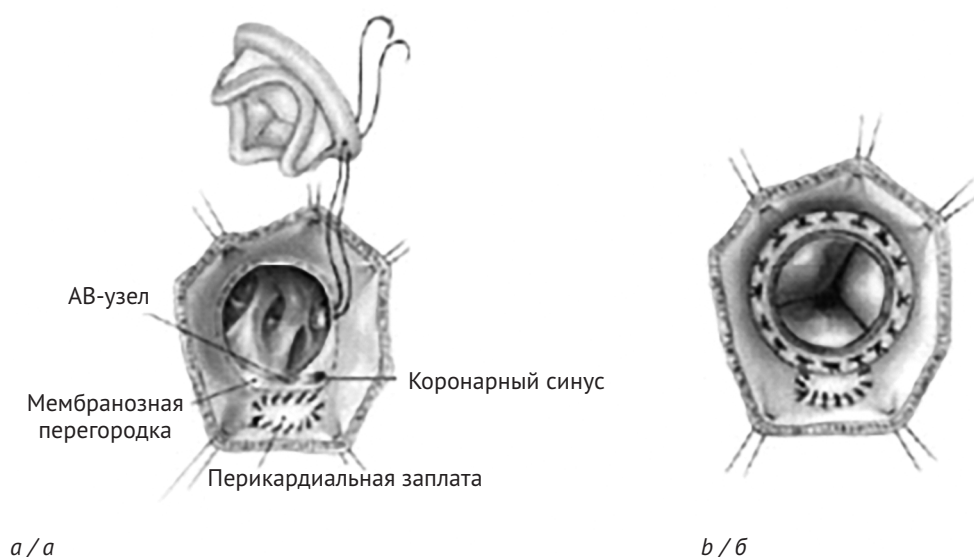 АВ-узел
Коронарный синус
Мембранозная
перегородка
Перикардиальная заплата
a / а
b / б